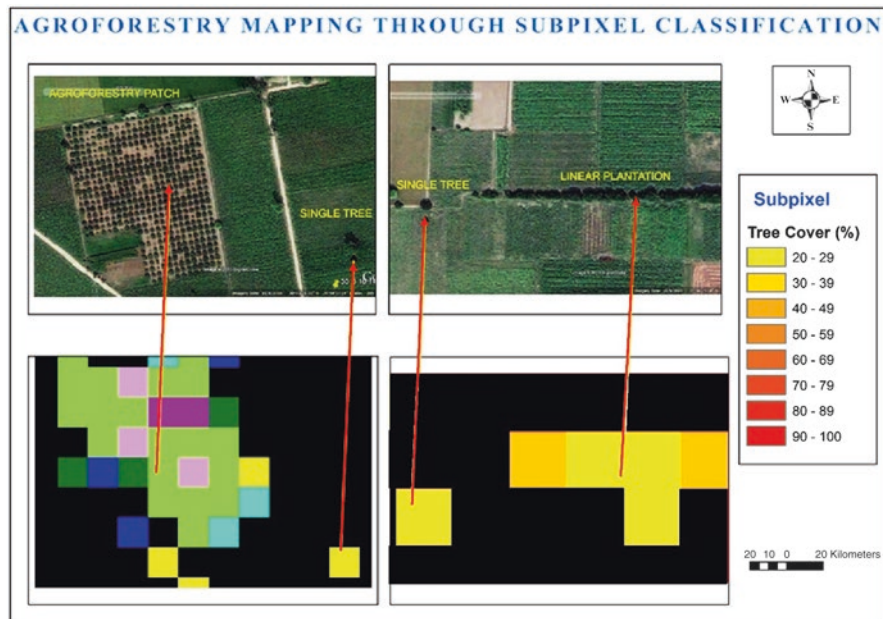 AGROFORESTRY MAPPING THROUGH SUBPIXEL CLASSIFICATION
AGROFORESTRY PATCH
SINGLE TREE
SINGLE TREE
LINEAR PLANTATION
N
W E
S
Subpixel
Tree Cover (%)
20 - 29
30 - 39
40 - 49
50 - 59
60 - 69
70 - 79
80 - 89
90 - 100
20 10 0 20 Kilometers